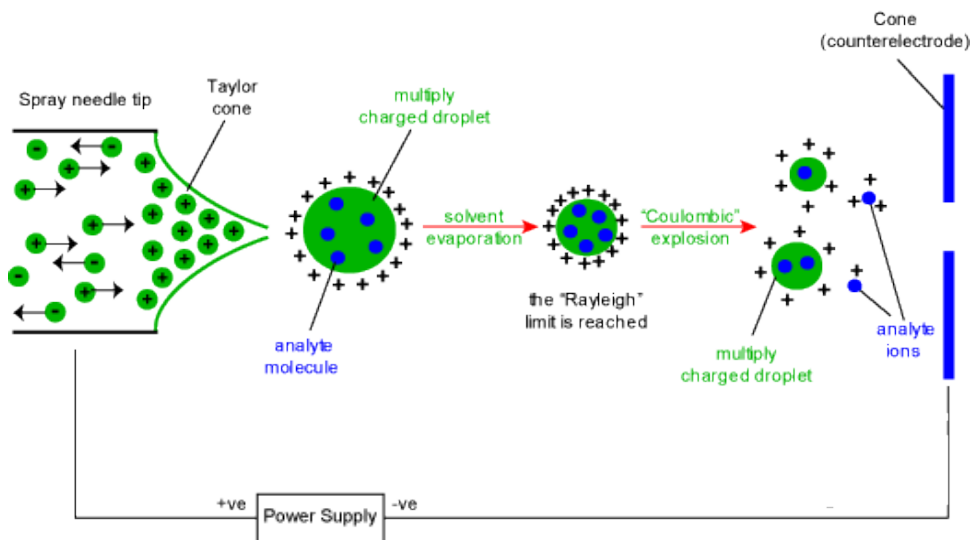 Cone
(counterelectrode)
Spray needle tip
Taylor
cone
multiply
charged droplet
solvent
evaporation
"Coulombic"
explosion
the "Rayleigh"
limit is reached
analyte
molecule
multiply
charged droplet
analyte
ions
+ve
Power Supply
-ve